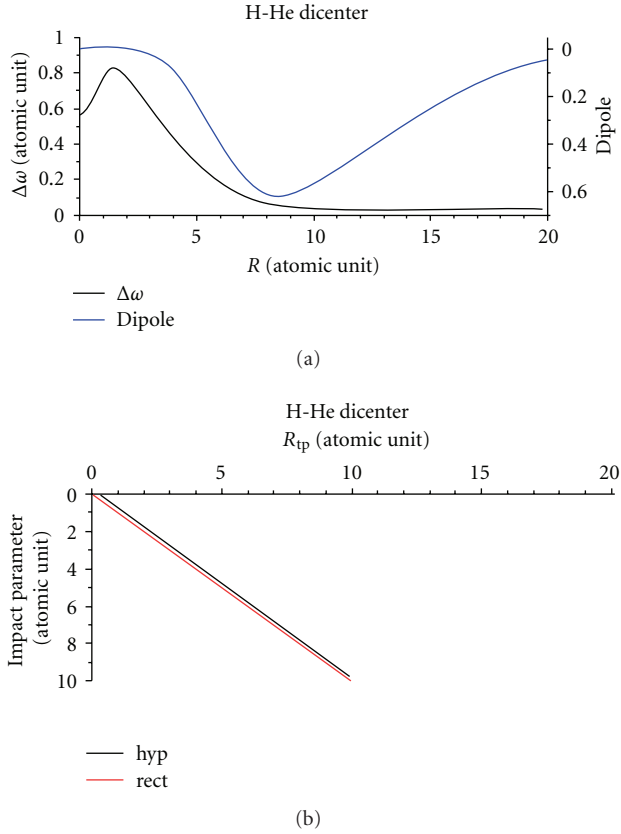 H-He dicenter
1
0.8
0.6
0.4
0.2
0
Δω (atomic unit)
0
0.2
0.4
0.6
Dipole
0 5 10 15 20
R (atomic unit)
Δω
Dipole
(a)
H-He dicenter
Rtp (atomic unit)
0 5 10 15 20
0
2
4
6
8
10
Impact parameter
(atomic unit)
hyp
rect
(b)